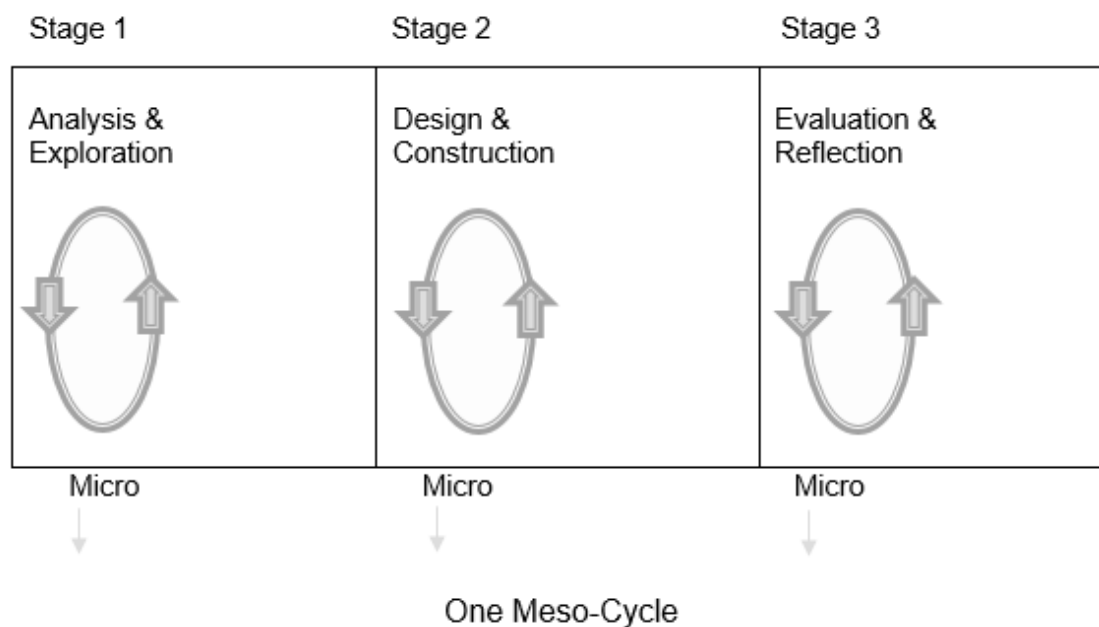 Stage 1
Stage 2
Stage 3
Analysis &
Exploration
Design &
Construction
Evaluation &
Reflection
Micro
Micro
Micro
One Meso-Cycle